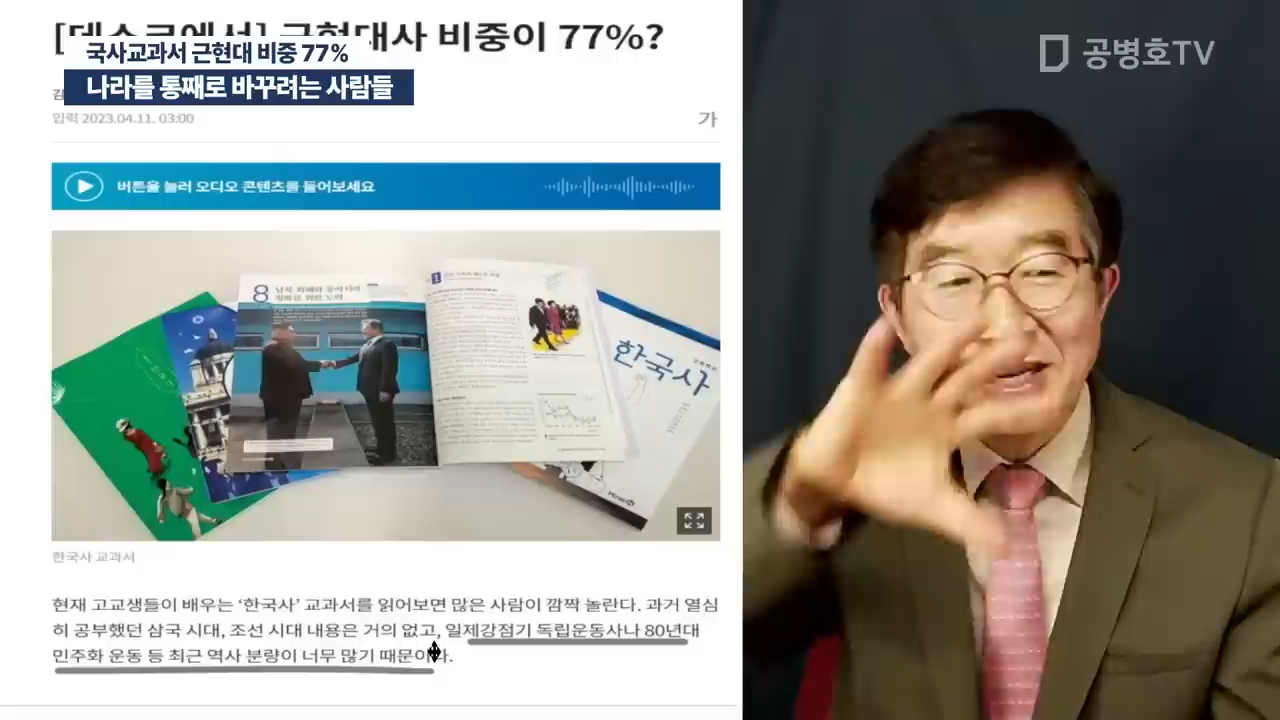 [데스크에서] 근현대사 비중이 77%?
국사교과서 근현대 비중 77%
나라를 통째로 바꾸려는 사람들
입력 2023.04.11. 03:00
가
공병호TV
버튼을 눌러 오디오 콘텐츠를 들어보세요
8
한국사
한국사 교과서
현재 고교생들이 배우는 ‘한국사’ 교과서를 읽어보면 많은 사람이 깜짝 놀란다. 과거 열심
히 공부했던 삼국 시대, 조선 시대 내용은 거의 없고, 일제강점기 독립운동사나 80년대
민주화 운동 등 최근 역사 분량이 너무 많기 때문이다.